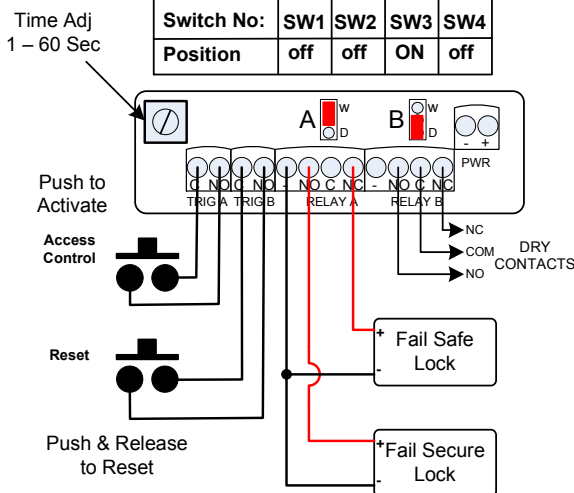 Time Adj
1 – 60 Sec
Switch No: SW1 SW2 SW3 SW4
Position off off ON off
A W D
B W D
- +
PWR
C NO C NO - NO C NC - NO C NC
TRIG A TRIG B RELAY A RELAY B
Push to
Activate
Access
Control
NC
COM
NO
DRY
CONTACTS
+ Fail Safe
- Lock
Reset
Push & Release
to Reset
+ Fail Secure
- Lock